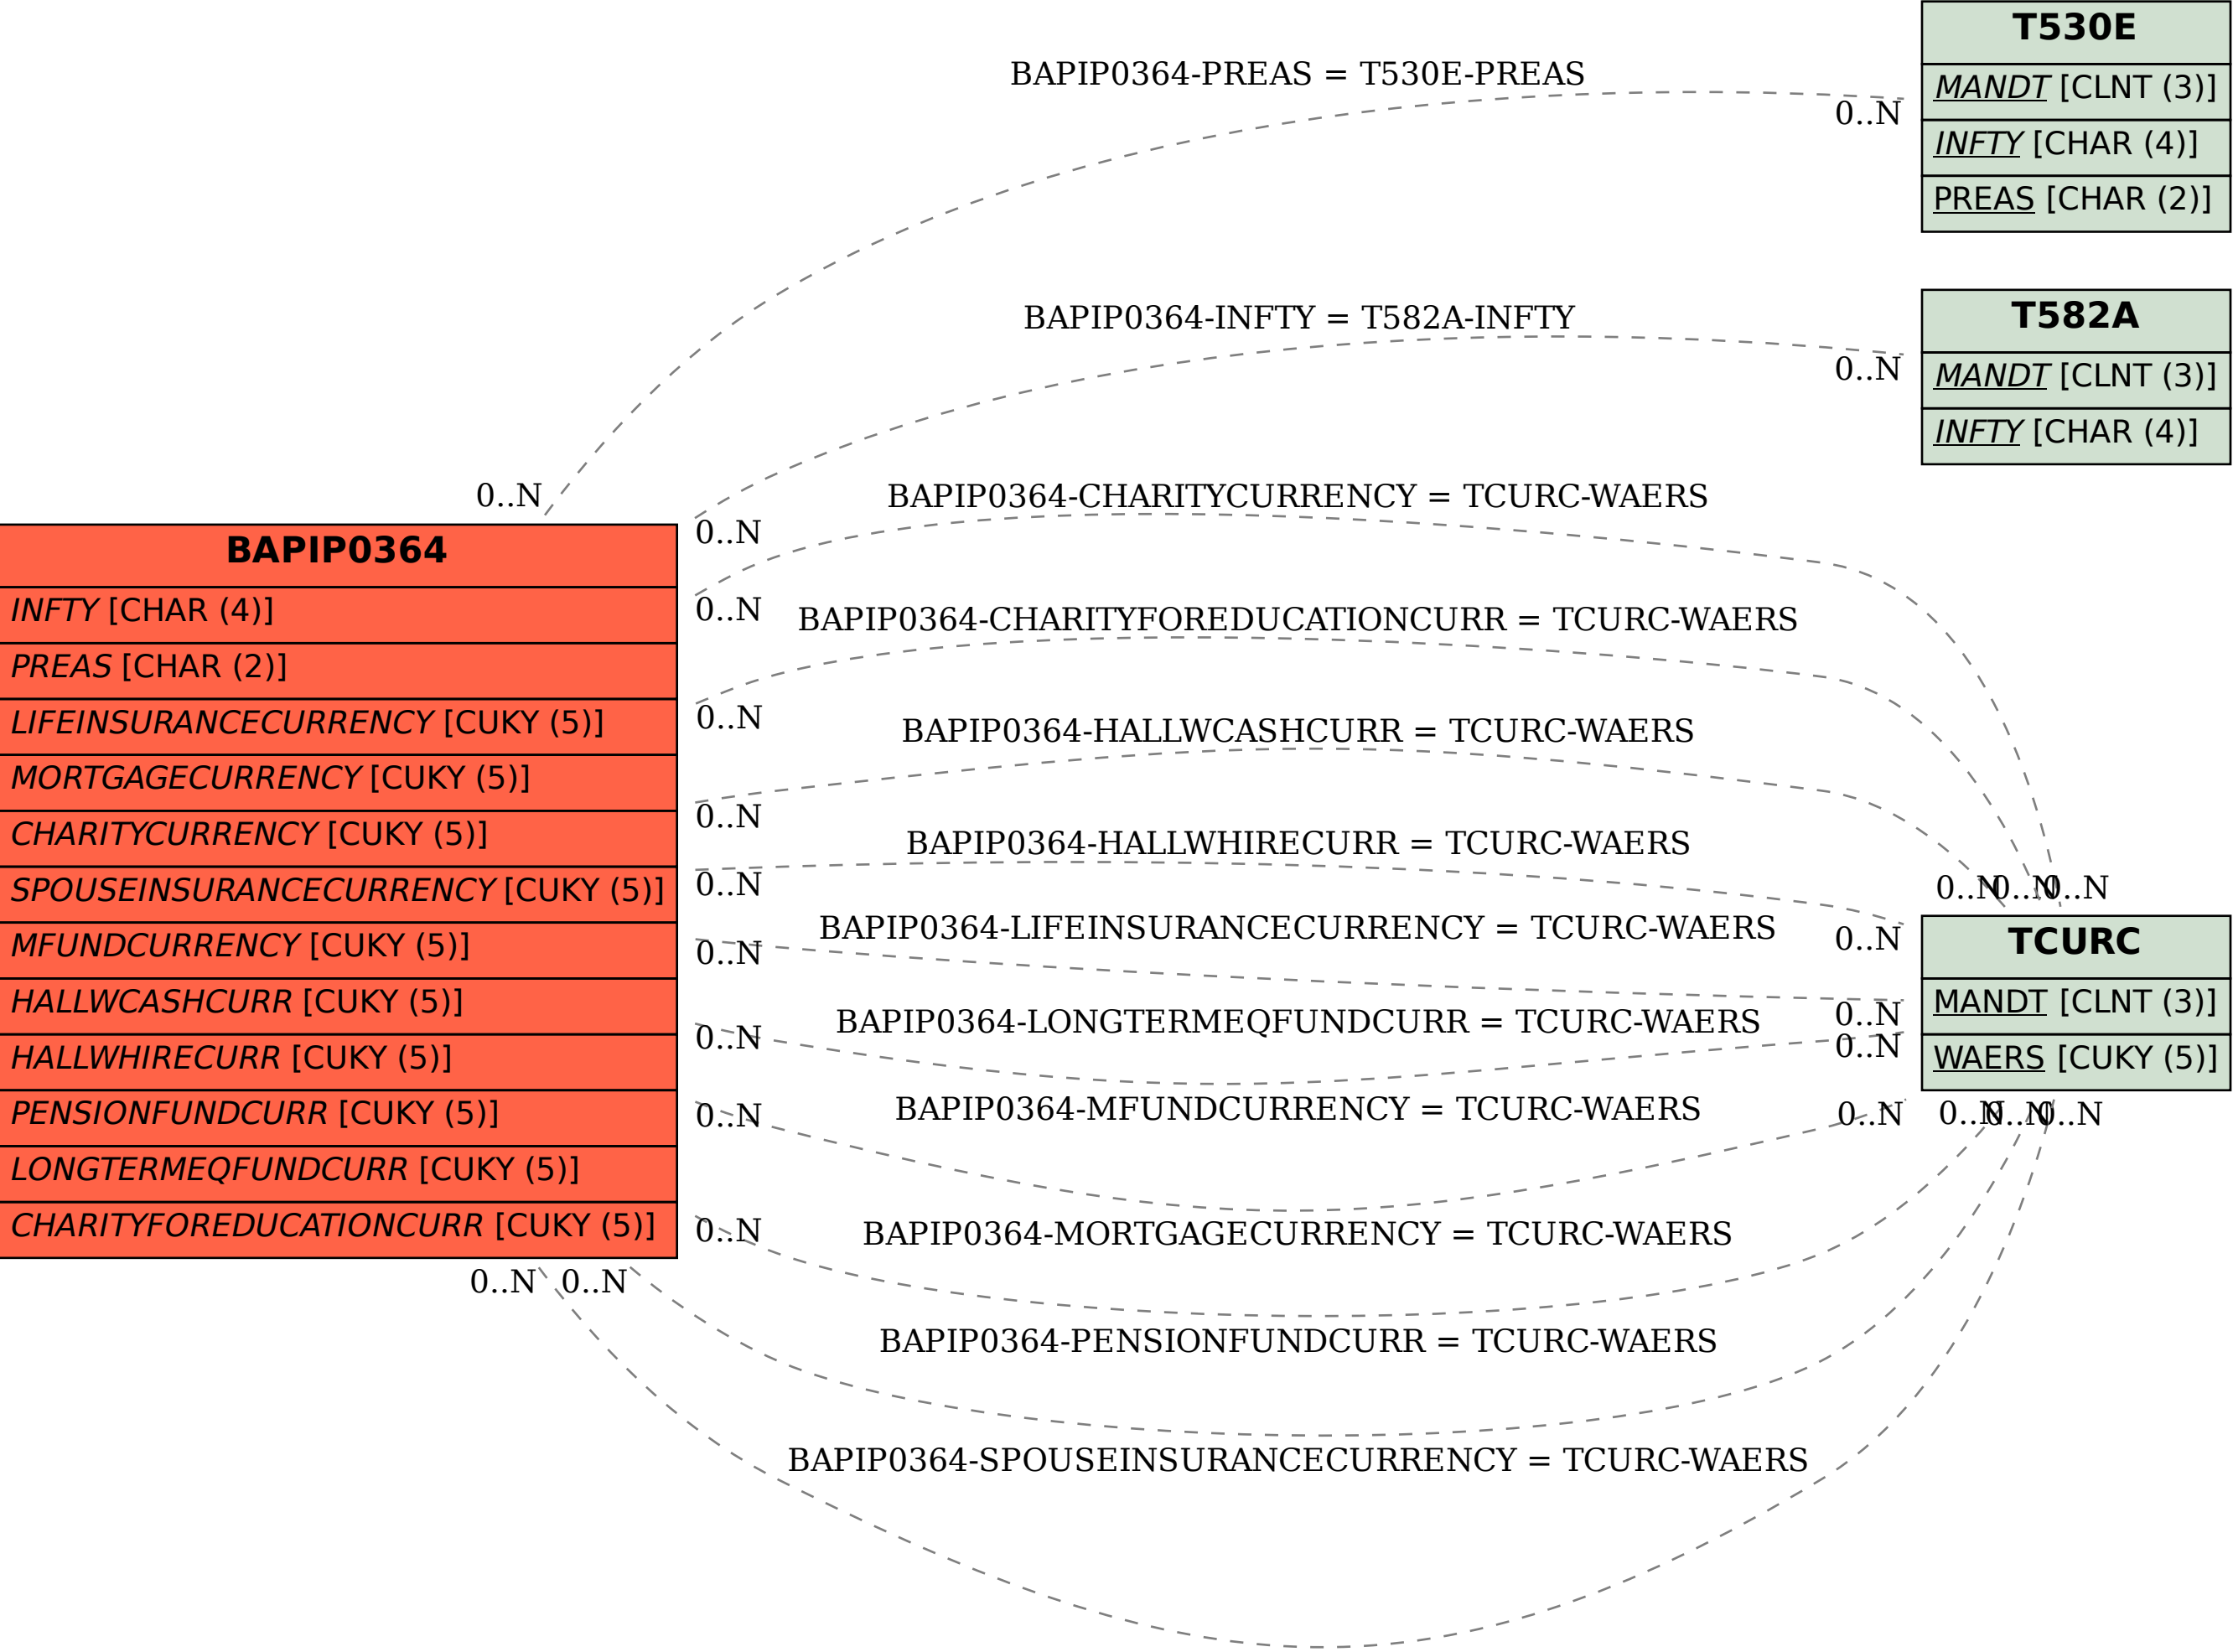 T530E
MANDT [CLNT (3)]
INFTY [CHAR (4)]
PREAS [CHAR (2)]
BAPIP0364-PREAS = T530E-PREAS
0..N
0..N
T582A
MANDT [CLNT (3)]
INFTY [CHAR (4)]
BAPIP0364-INFTY = T582A-INFTY
0..N
0..N
BAPIP0364
INFTY [CHAR (4)]
PREAS [CHAR (2)]
LIFEINSURANCECURRENCY [CUKY (5)]
MORTGAGECURRENCY [CUKY (5)]
CHARITYCURRENCY [CUKY (5)]
SPOUSEINSURANCECURRENCY [CUKY (5)]
MFUNDCURRENCY [CUKY (5)]
HALLWCASHCURR [CUKY (5)]
HALLWHIRECURR [CUKY (5)]
PENSIONFUNDCURR [CUKY (5)]
LONGTERMEQFUNDCURR [CUKY (5)]
CHARITYFOREDUCATIONCURR [CUKY (5)]
BAPIP0364-CHARITYCURRENCY = TCURC-WAERS
0..N
0..N
BAPIP0364-CHARITYFOREDUCATIONCURR = TCURC-WAERS
0..N
0..N
BAPIP0364-HALLWCASHCURR = TCURC-WAERS
0..N
0..N
BAPIP0364-HALLWHIRECURR = TCURC-WAERS
0..N
0..N
BAPIP0364-LIFEINSURANCECURRENCY = TCURC-WAERS
0..N
0..N
BAPIP0364-LONGTERMEQFUNDCURR = TCURC-WAERS
0..N
0..N
BAPIP0364-MFUNDCURRENCY = TCURC-WAERS
0..N
0..N
BAPIP0364-MORTGAGECURRENCY = TCURC-WAERS
0..N
0..N
BAPIP0364-PENSIONFUNDCURR = TCURC-WAERS
0..N
0..N
BAPIP0364-SPOUSEINSURANCECURRENCY = TCURC-WAERS
0..N
0..N
TCURC
MANDT [CLNT (3)]
WAERS [CUKY (5)]